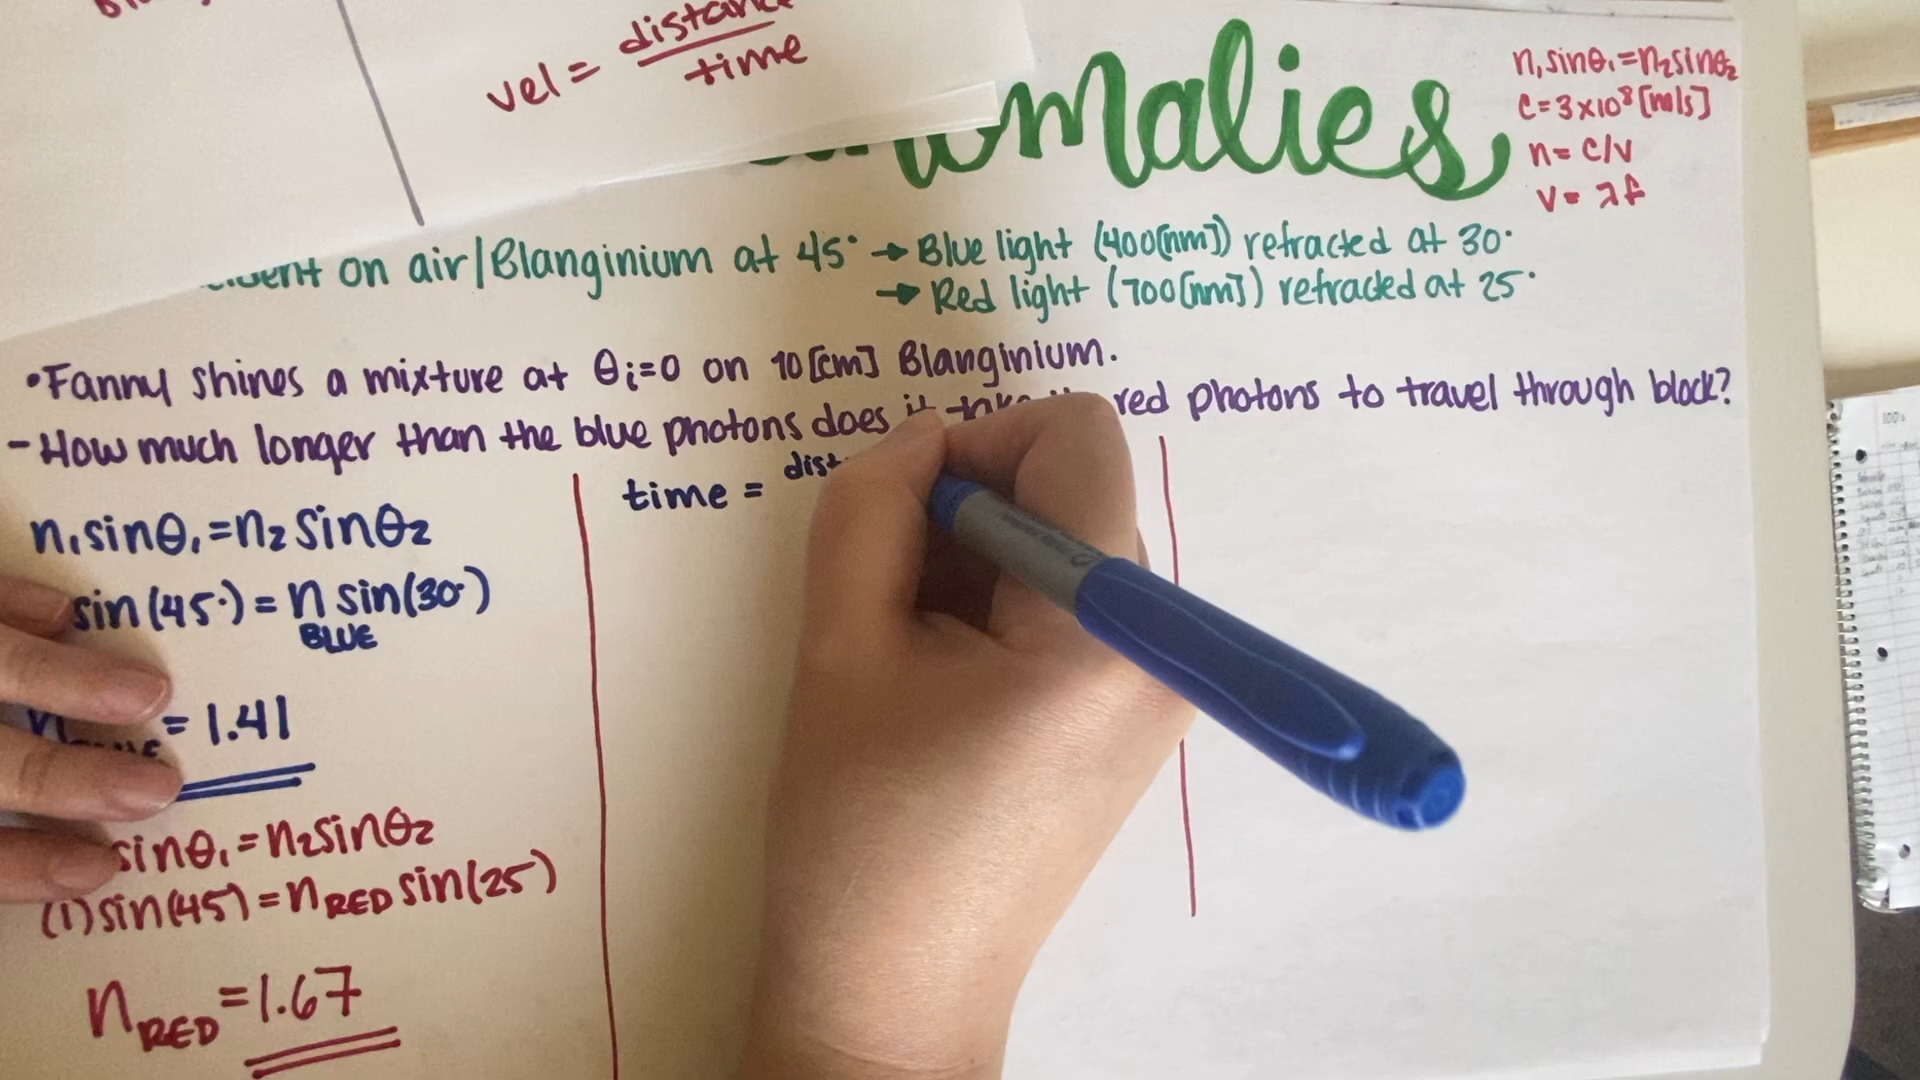 vel = distance
time
n₁sinθ₁=n₂sinθ₂
c=3×10⁸[m/s]
n= c/v
v= λf
on air/Blanginium at 45° → Blue light (400[nm]) refracted at 30°
→ Red light (700[nm]) refracted at 25°
•Fanny shines a mixture at θi=0 on 10[cm] Blanginium.
-How much longer than the blue photons does it red photons to travel through block?
time =
n₁sinθ₁=n₂sinθ₂
sin(45°)=n sin(30°)
BLUE
= 1.41
sinθ₁=n₂sinθ₂
(1)sin(45)=nRED sin(25°)
nRED=1.67